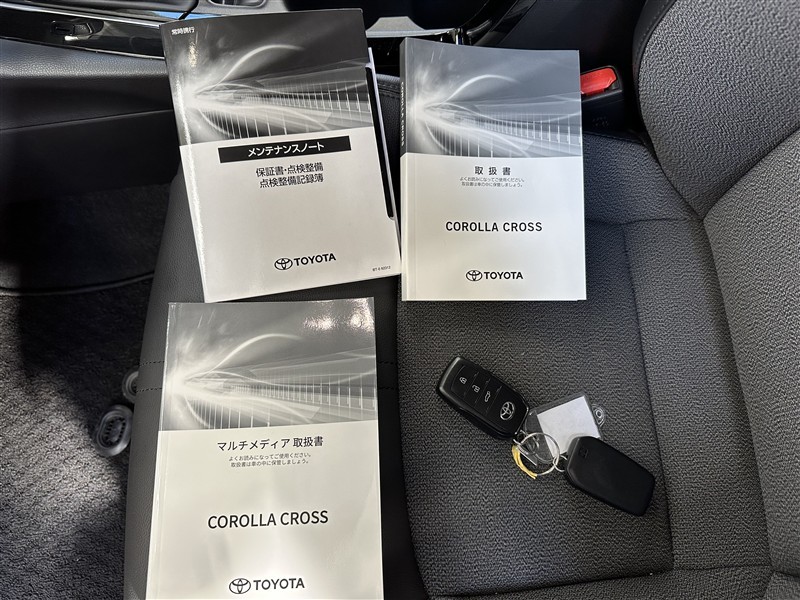 常時携行
メンテナンスノート
保証書・点検整備
点検整備記録簿
TOYOTA
取扱書
よくお読みになってご使用ください。
取扱書は車の中に保管しましょう。
COROLLA CROSS
TOYOTA
マルチメディア 取扱書
よくお読みになってご使用ください。
取扱書は車の中に保管しましょう。
COROLLA CROSS
TOYOTA